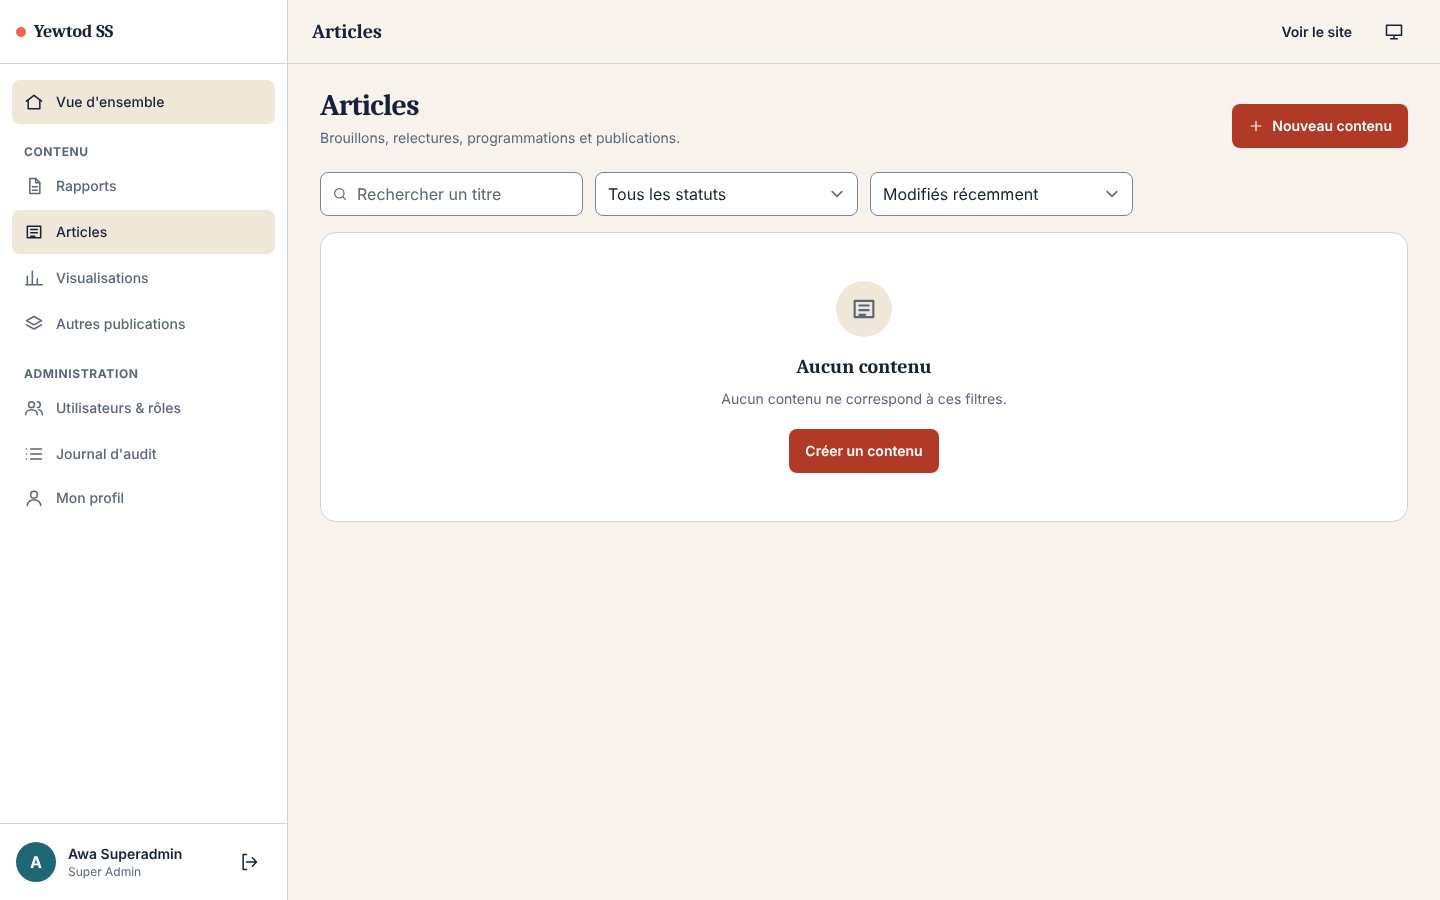 Yewtod SS
Vue d'ensemble
CONTENU
Rapports
Articles
Visualisations
Autres publications
ADMINISTRATION
Utilisateurs & rôles
Journal d'audit
Mon profil
A
Awa Superadmin
Super Admin
Articles
Voir le site
Articles
Brouillons, relectures, programmations et publications.
Nouveau contenu
Rechercher un titre
Tous les statuts
Modifiés récemment
Aucun contenu
Aucun contenu ne correspond à ces filtres.
Créer un contenu